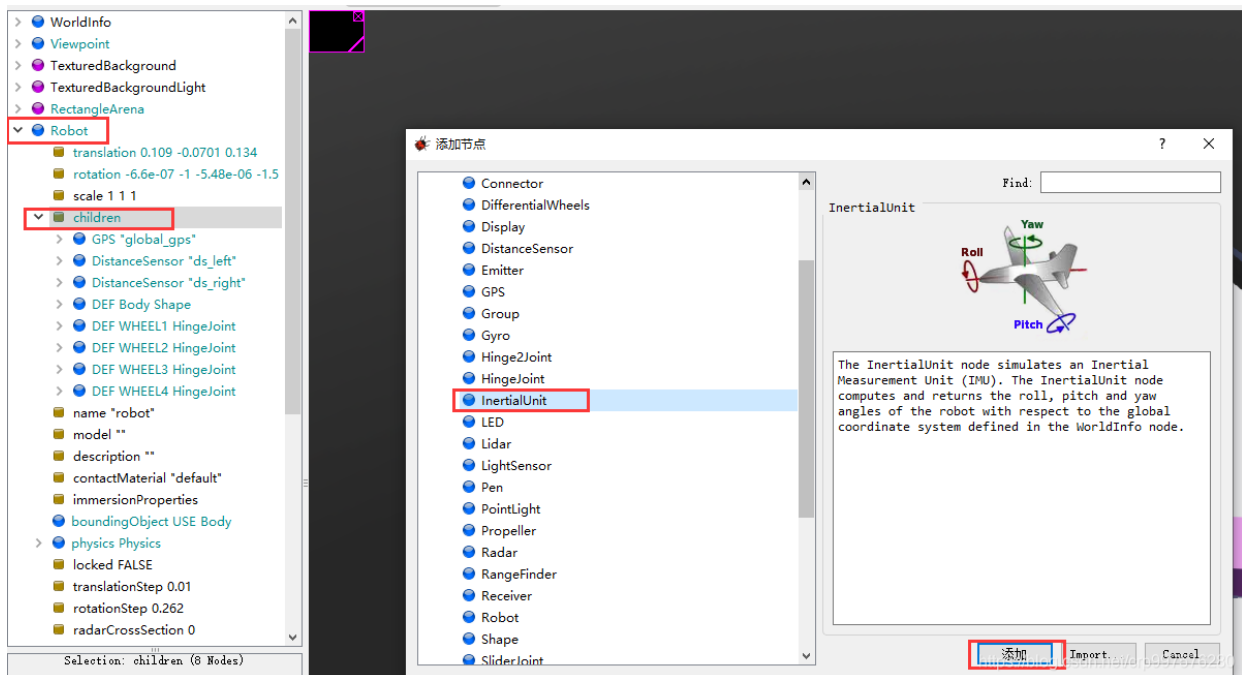 WorldInfo
Viewpoint
TexturedBackground
TexturedBackgroundLight
RectangleArena
Robot
translation 0.109 -0.0701 0.134
rotation -6.6e-07 -1 -5.48e-06 -1.5
scale 1 1 1
children
GPS "global_gps"
DistanceSensor "ds_left"
DistanceSensor "ds_right"
DEF Body Shape
DEF WHEEL1 HingeJoint
DEF WHEEL2 HingeJoint
DEF WHEEL3 HingeJoint
DEF WHEEL4 HingeJoint
name "robot"
model ""
description ""
contactMaterial "default"
immersionProperties
boundingObject USE Body
physics Physics
locked FALSE
translationStep 0.01
rotationStep 0.262
radarCrossSection 0
Selection: children (8 Nodes)
添加节点
?
Connector
DifferentialWheels
Display
DistanceSensor
Emitter
GPS
Group
Gyro
Hinge2Joint
HingeJoint
InertialUnit
LED
Lidar
LightSensor
Pen
PointLight
Propeller
Radar
RangeFinder
Receiver
Robot
Shape
SliderJoint
Find:
InertialUnit
Yaw
Roll
Pitch
The InertialUnit node simulates an Inertial
Measurement Unit (IMU). The InertialUnit node
computes and returns the roll, pitch and yaw
angles of the robot with respect to the global
coordinate system defined in the WorldInfo node.
添加
Import..
Cancel